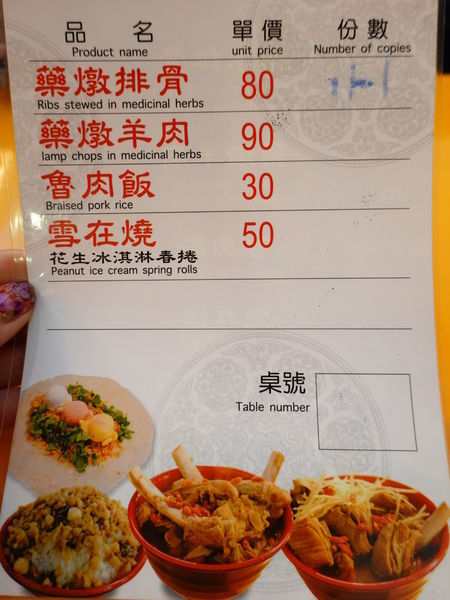 品 名 單價 份數
Product name unit price Number of copies
藥燉排骨 80
Ribs stewed in medicinal herbs
藥燉羊肉 90
lamp chops in medicinal herbs
魯肉飯 30
Braised pork rice
雪在燒 50
花生冰淇淋春捲
Peanut ice cream spring rolls
桌號
Table number